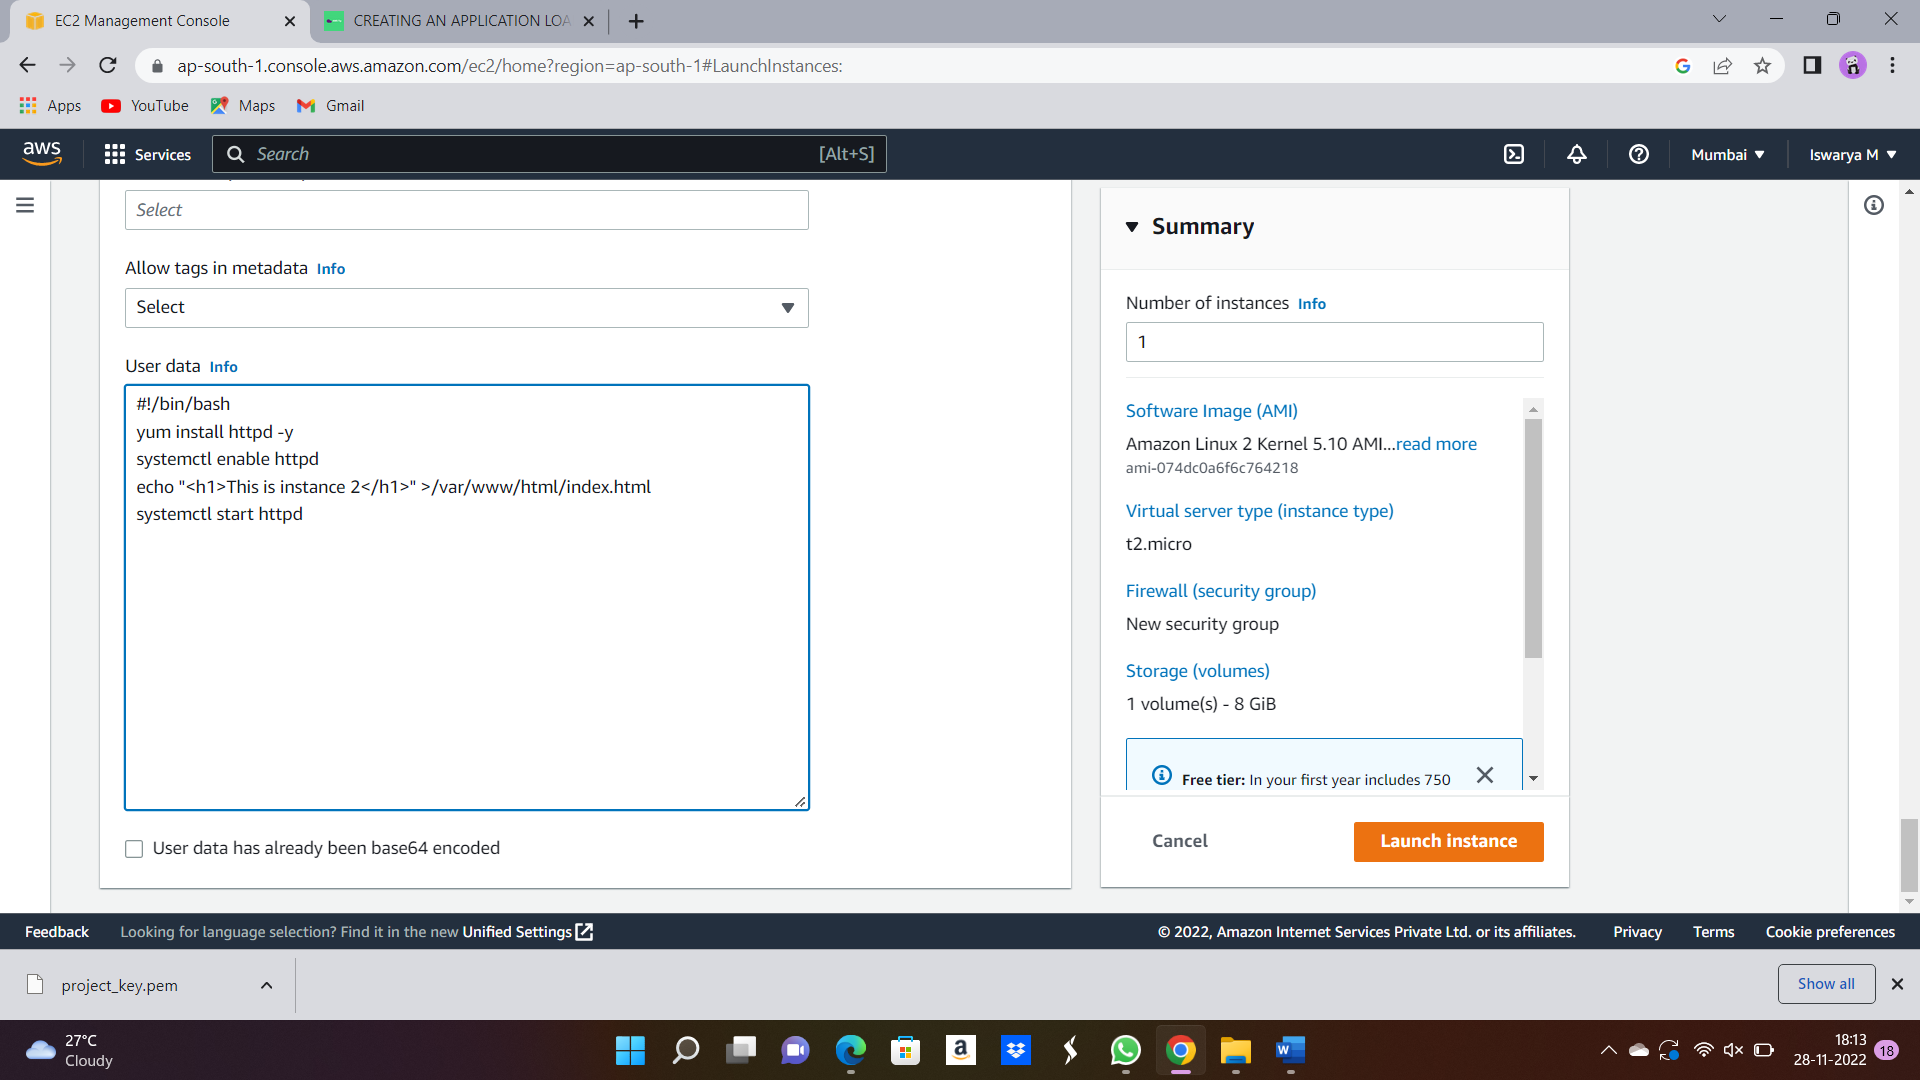 EC2 Management Console
CREATING AN APPLICATION LOA
ap-south-1.console.aws.amazon.com/ec2/home?region=ap-south-1#LaunchInstances:
Apps
YouTube
Maps
Gmail
aws
Services
Search
[Alt+S]
Mumbai
Iswarya M
Select
Allow tags in metadata Info
Select
User data Info
#!/bin/bash
yum install httpd -y
systemctl enable httpd
echo "<h1>This is instance 2</h1>" >/var/www/html/index.html
systemctl start httpd
User data has already been base64 encoded
Summary
Number of instances Info
1
Software Image (AMI)
Amazon Linux 2 Kernel 5.10 AMI...read more
ami-074dc0a6f6c764218
Virtual server type (instance type)
t2.micro
Firewall (security group)
New security group
Storage (volumes)
1 volume(s) - 8 GiB
Free tier: In your first year includes 750
Cancel
Launch instance
Feedback
Looking for language selection? Find it in the new Unified Settings
© 2022, Amazon Internet Services Private Ltd. or its affiliates.
Privacy
Terms
Cookie preferences
project_key.pem
Show all
27°C
Cloudy
18:13
28-11-2022
18